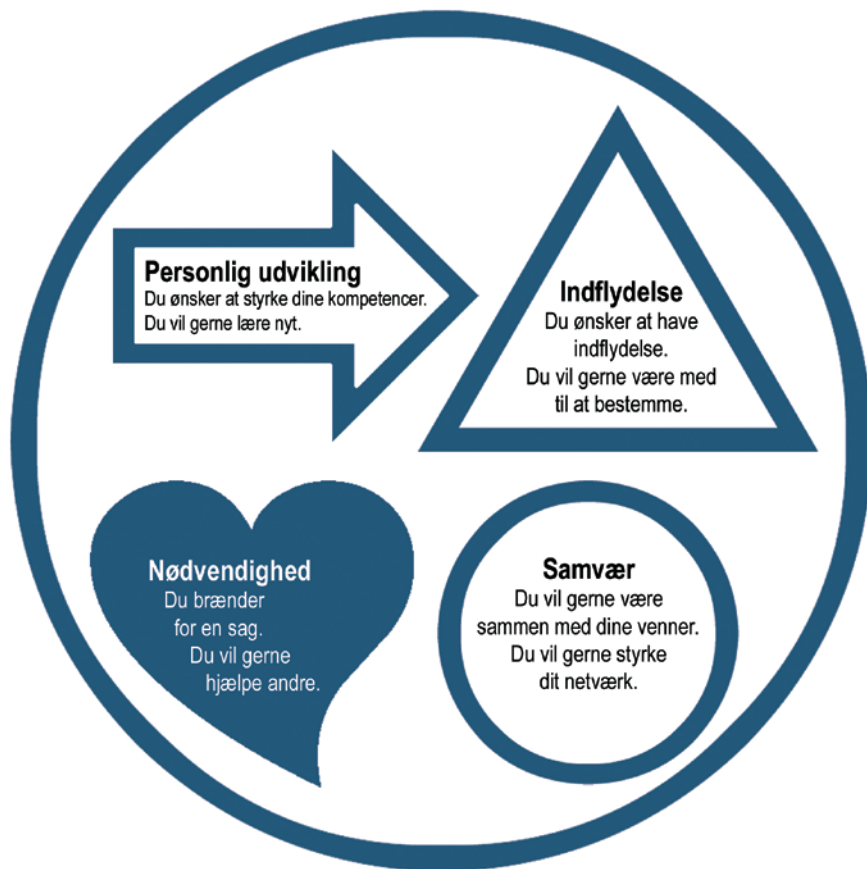 Personlig udvikling
Du ønsker at styrke dine kompetencer.
Du vil gerne lære nyt.
Indflydelse
Du ønsker at have
indflydelse.
Du vil gerne være med
til at bestemme.
Nødvendighed
Du brænder
for en sag.
Du vil gerne
hjælpe andre.
Samvær
Du vil gerne være
sammen med dine venner.
Du vil gerne styrke
dit netværk.